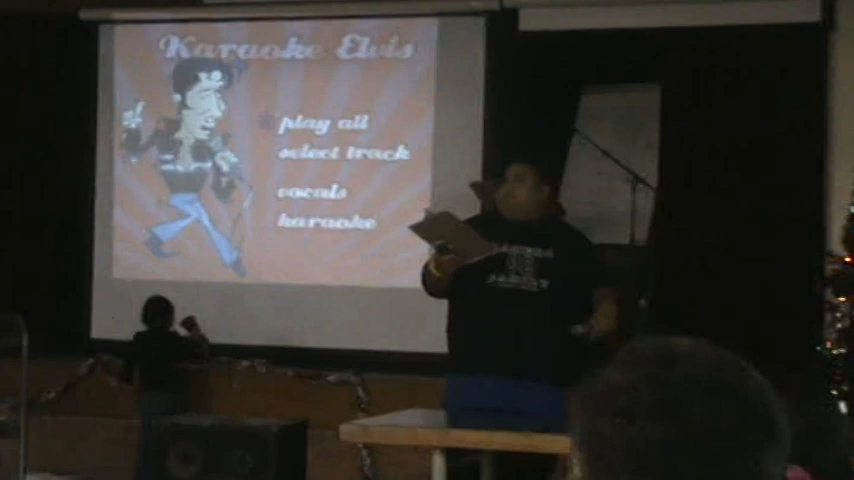 Karaoke Elvis
play all
select track
vocals
karaoke